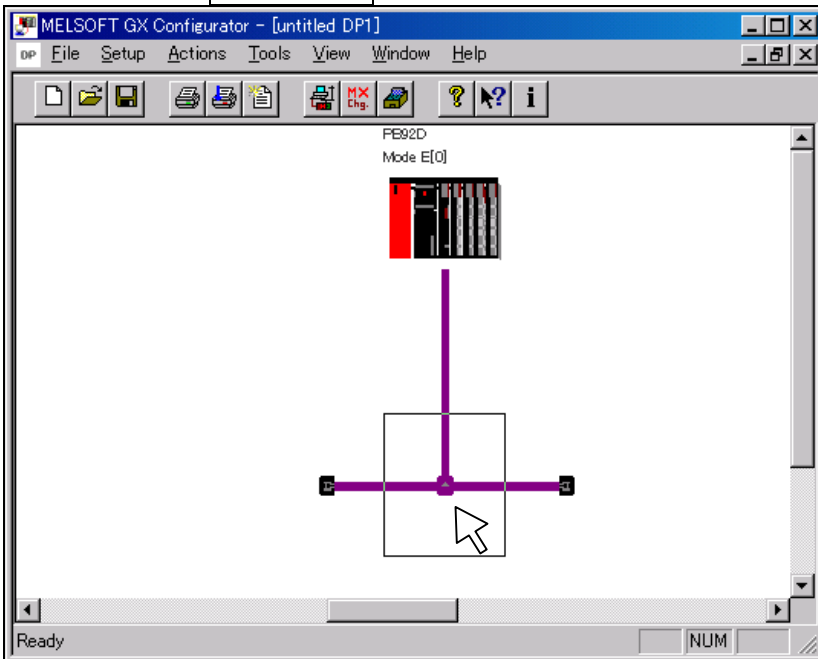 MELSOFT GX Configurator - [untitled DP1]
DP File Setup Actions Tools View Window Help
MX Chg. ? ? i
PB92D
Mode E[0]
Ready NUM